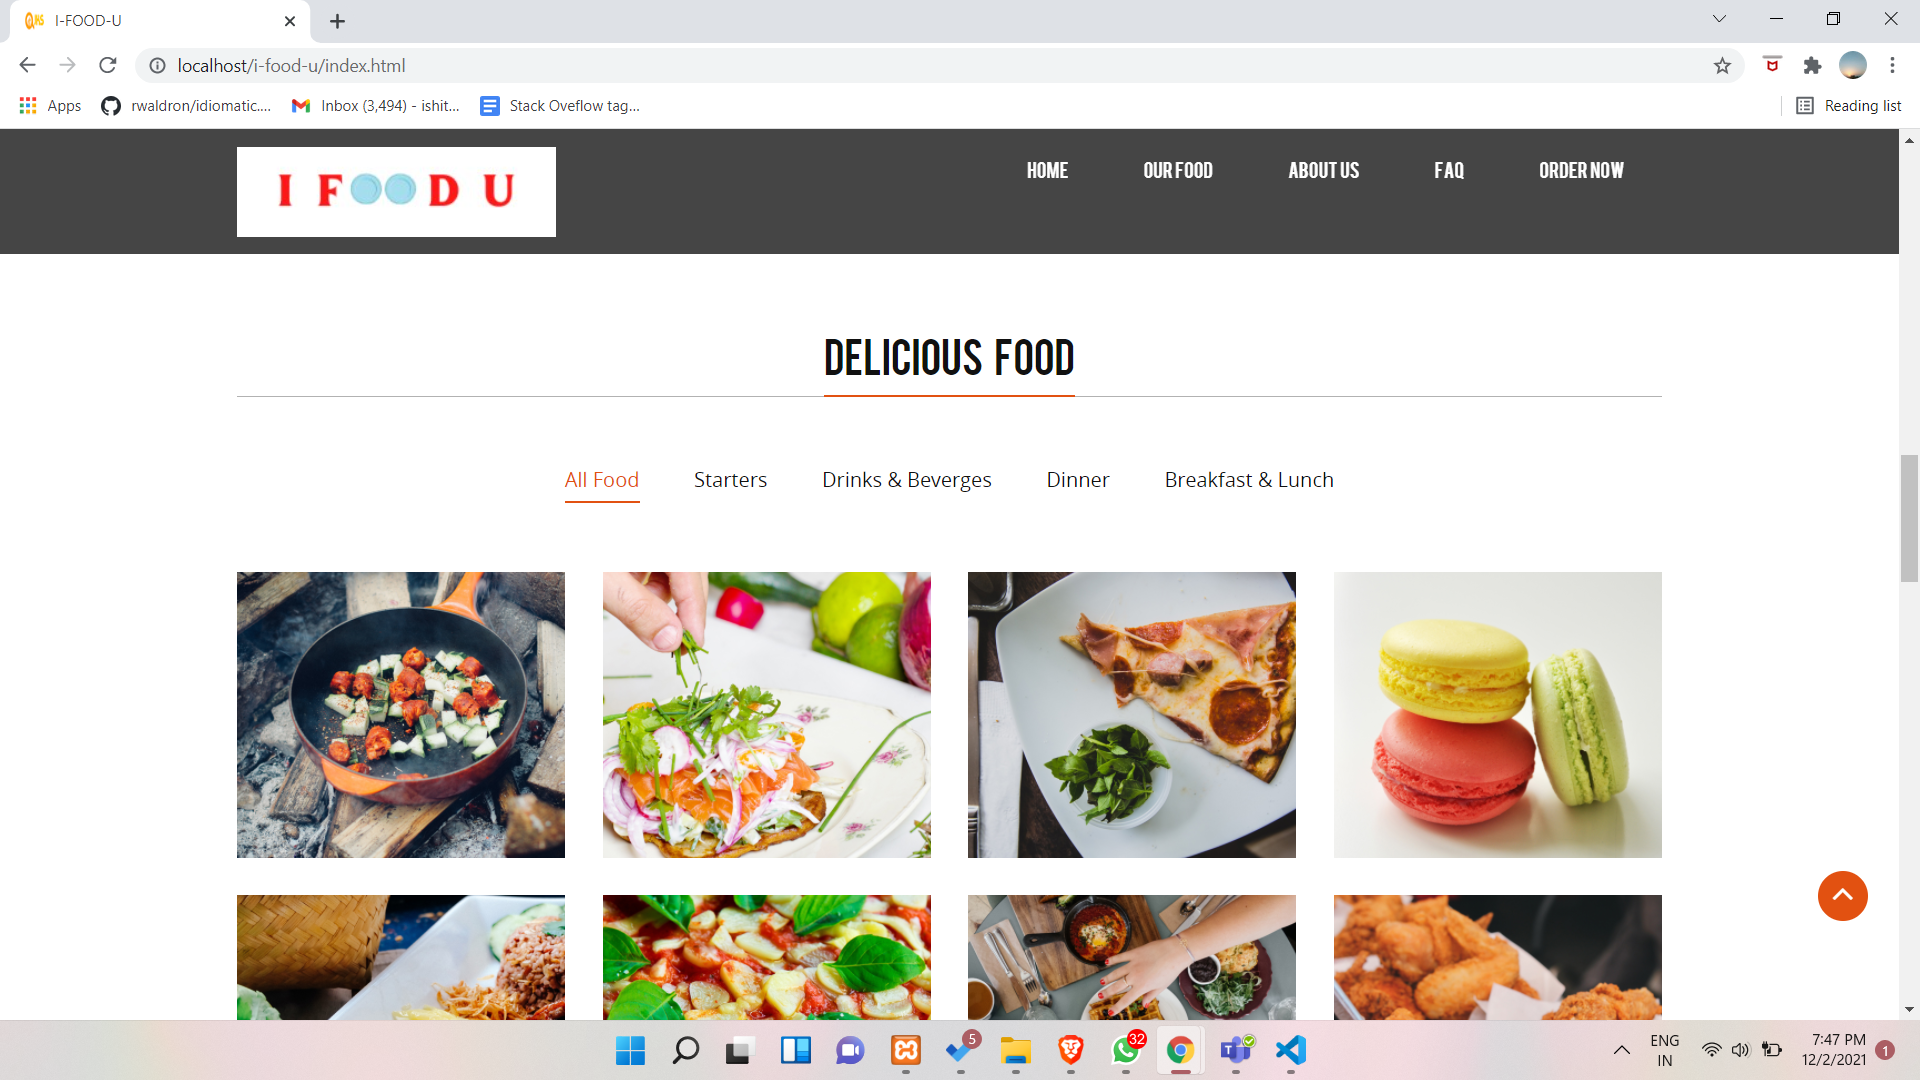 I-FOOD-U
localhost/i-food-u/index.html
Apps
rwaldron/idiomatic....
Inbox (3,494) - ishit...
Stack Oveflow tag...
Reading list
I FOOD U
HOME
OUR FOOD
ABOUT US
FAQ
ORDER NOW
DELICIOUS FOOD
All Food
Starters
Drinks & Beverges
Dinner
Breakfast & Lunch
5
32
ENG
IN
7:47 PM
12/2/2021
1